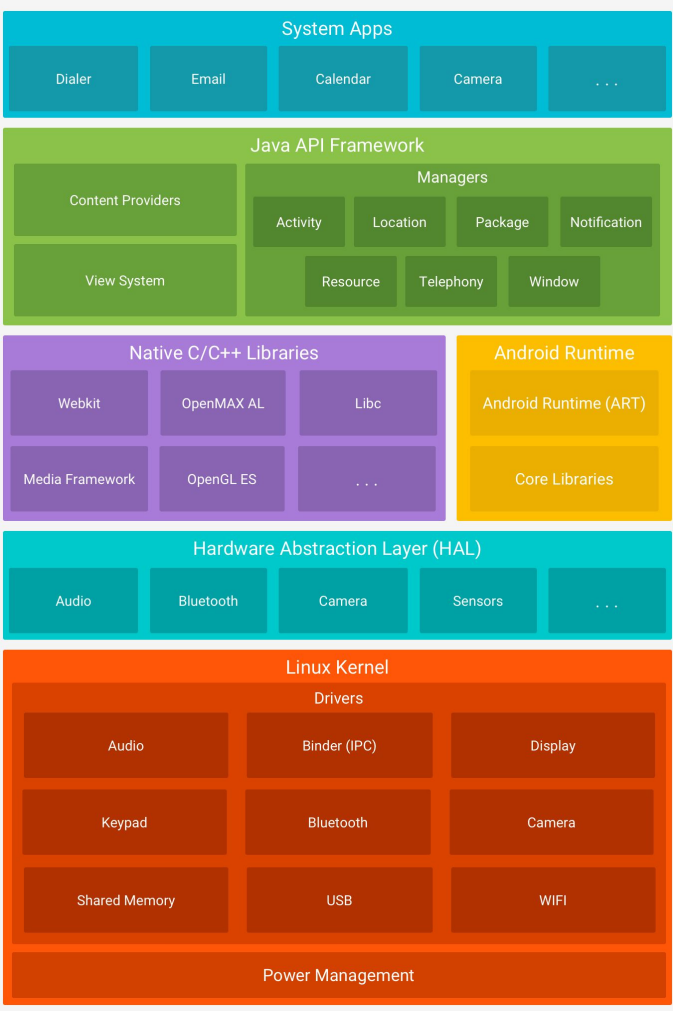 System Apps
Dialer
Email
Calendar
Camera
. . .
Java API Framework
Content Providers
View System
Managers
Activity
Location
Package
Notification
Resource
Telephony
Window
Native C/C++ Libraries
Webkit
OpenMAX AL
Libc
Media Framework
OpenGL ES
. . .
Android Runtime
Android Runtime (ART)
Core Libraries
Hardware Abstraction Layer (HAL)
Audio
Bluetooth
Camera
Sensors
. . .
Linux Kernel
Drivers
Audio
Binder (IPC)
Display
Keypad
Bluetooth
Camera
Shared Memory
USB
WIFI
Power Management